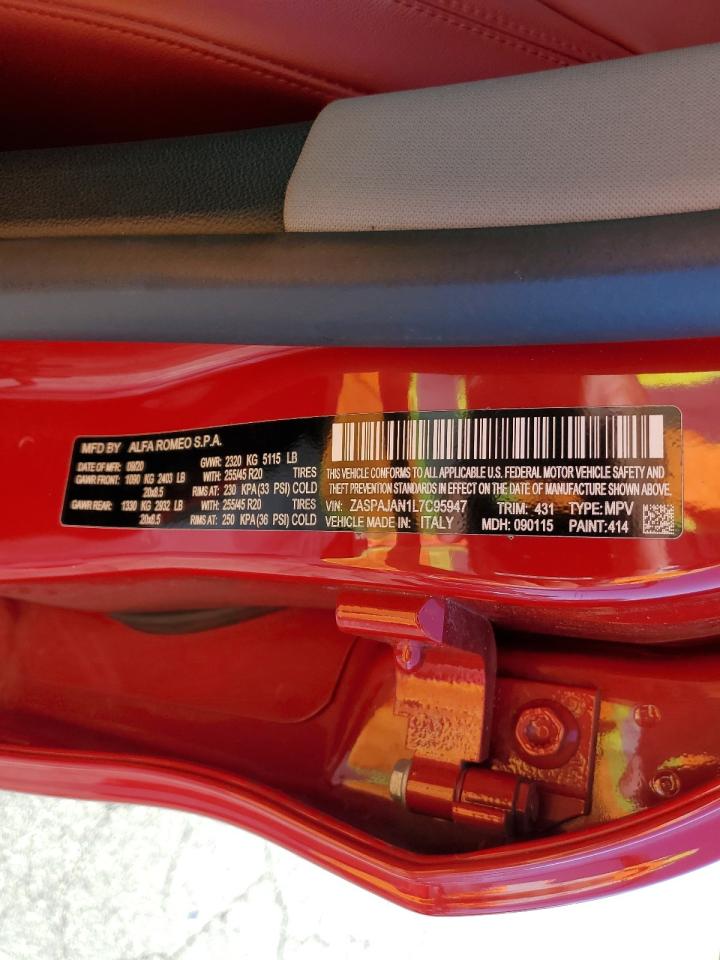 MFD BY ALFA ROMEO S.P.A.
DATE OF MFR: 09/20 GVWR: 2320 KG 5115 LB
GAWR FRONT: 1090 KG 2403 LB WITH: 255/45 R20 TIRES
20x8.5 RIMS AT: 230 KPA(33 PSI) COLD
GAWR REAR: 1330 KG 2932 LB WITH: 255/45 R20 TIRES
20x8.5 RIMS AT: 250 KPA(36 PSI) COLD
THIS VEHICLE CONFORMS TO ALL APPLICABLE U.S. FEDERAL MOTOR VEHICLE SAFETY AND
THEFT PREVENTION STANDARDS IN EFFECT ON THE DATE OF MANUFACTURE SHOWN ABOVE.
VIN: ZASPAJAN1L7C95947 TRIM: 431 TYPE: MPV
VEHICLE MADE IN: ITALY MDH: 090115 PAINT: 414